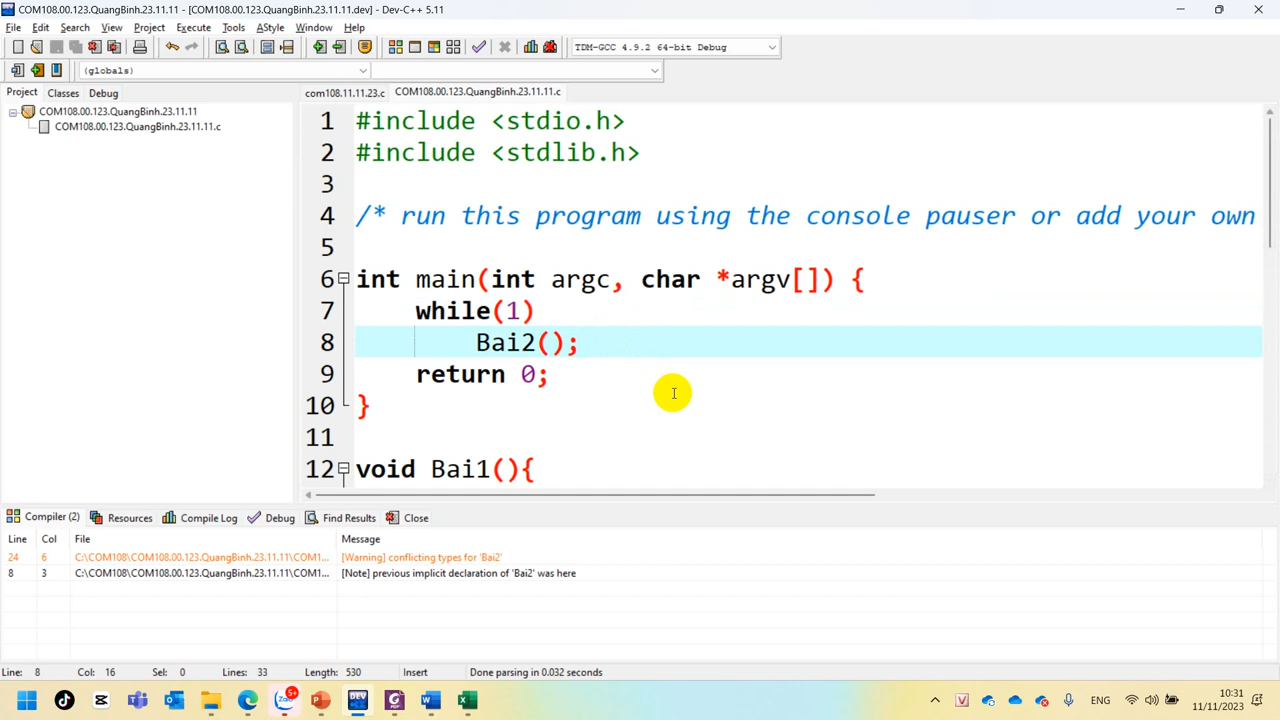 COM108.00.123.QuangBinh.23.11.11 - [COM108.00.123.QuangBinh.23.11.11.dev] - Dev-C++ 5.11
File Edit Search View Project Execute Tools AStyle Window Help
TDM-GCC 4.9.2 64-bit Debug
(globals)
Project Classes Debug
com108.11.11.23.c COM108.00.123.QuangBinh.23.11.11.c
COM108.00.123.QuangBinh.23.11.11
COM108.00.123.QuangBinh.23.11.11.c
1 #include <stdio.h>
2 #include <stdlib.h>
3
4 /* run this program using the console pauser or add your own
5
6 int main(int argc, char *argv[]) {
7 while(1)
8 Bai2();
9 return 0;
10 }
11
12 void Bai1(){
Compiler (2) Resources Compile Log Debug Find Results Close
Line Col File Message
24 6 C:\COM108\COM108.00.123.QuangBinh.23.11.11\COM1... [Warning] conflicting types for 'Bai2'
8 3 C:\COM108\COM108.00.123.QuangBinh.23.11.11\COM1... [Note] previous implicit declaration of 'Bai2' was here
Line: 8 Col: 16 Sel: 0 Lines: 33 Length: 530 Insert Done parsing in 0.032 seconds
Zalo 5+ DEV ENG 10:31
11/11/2023